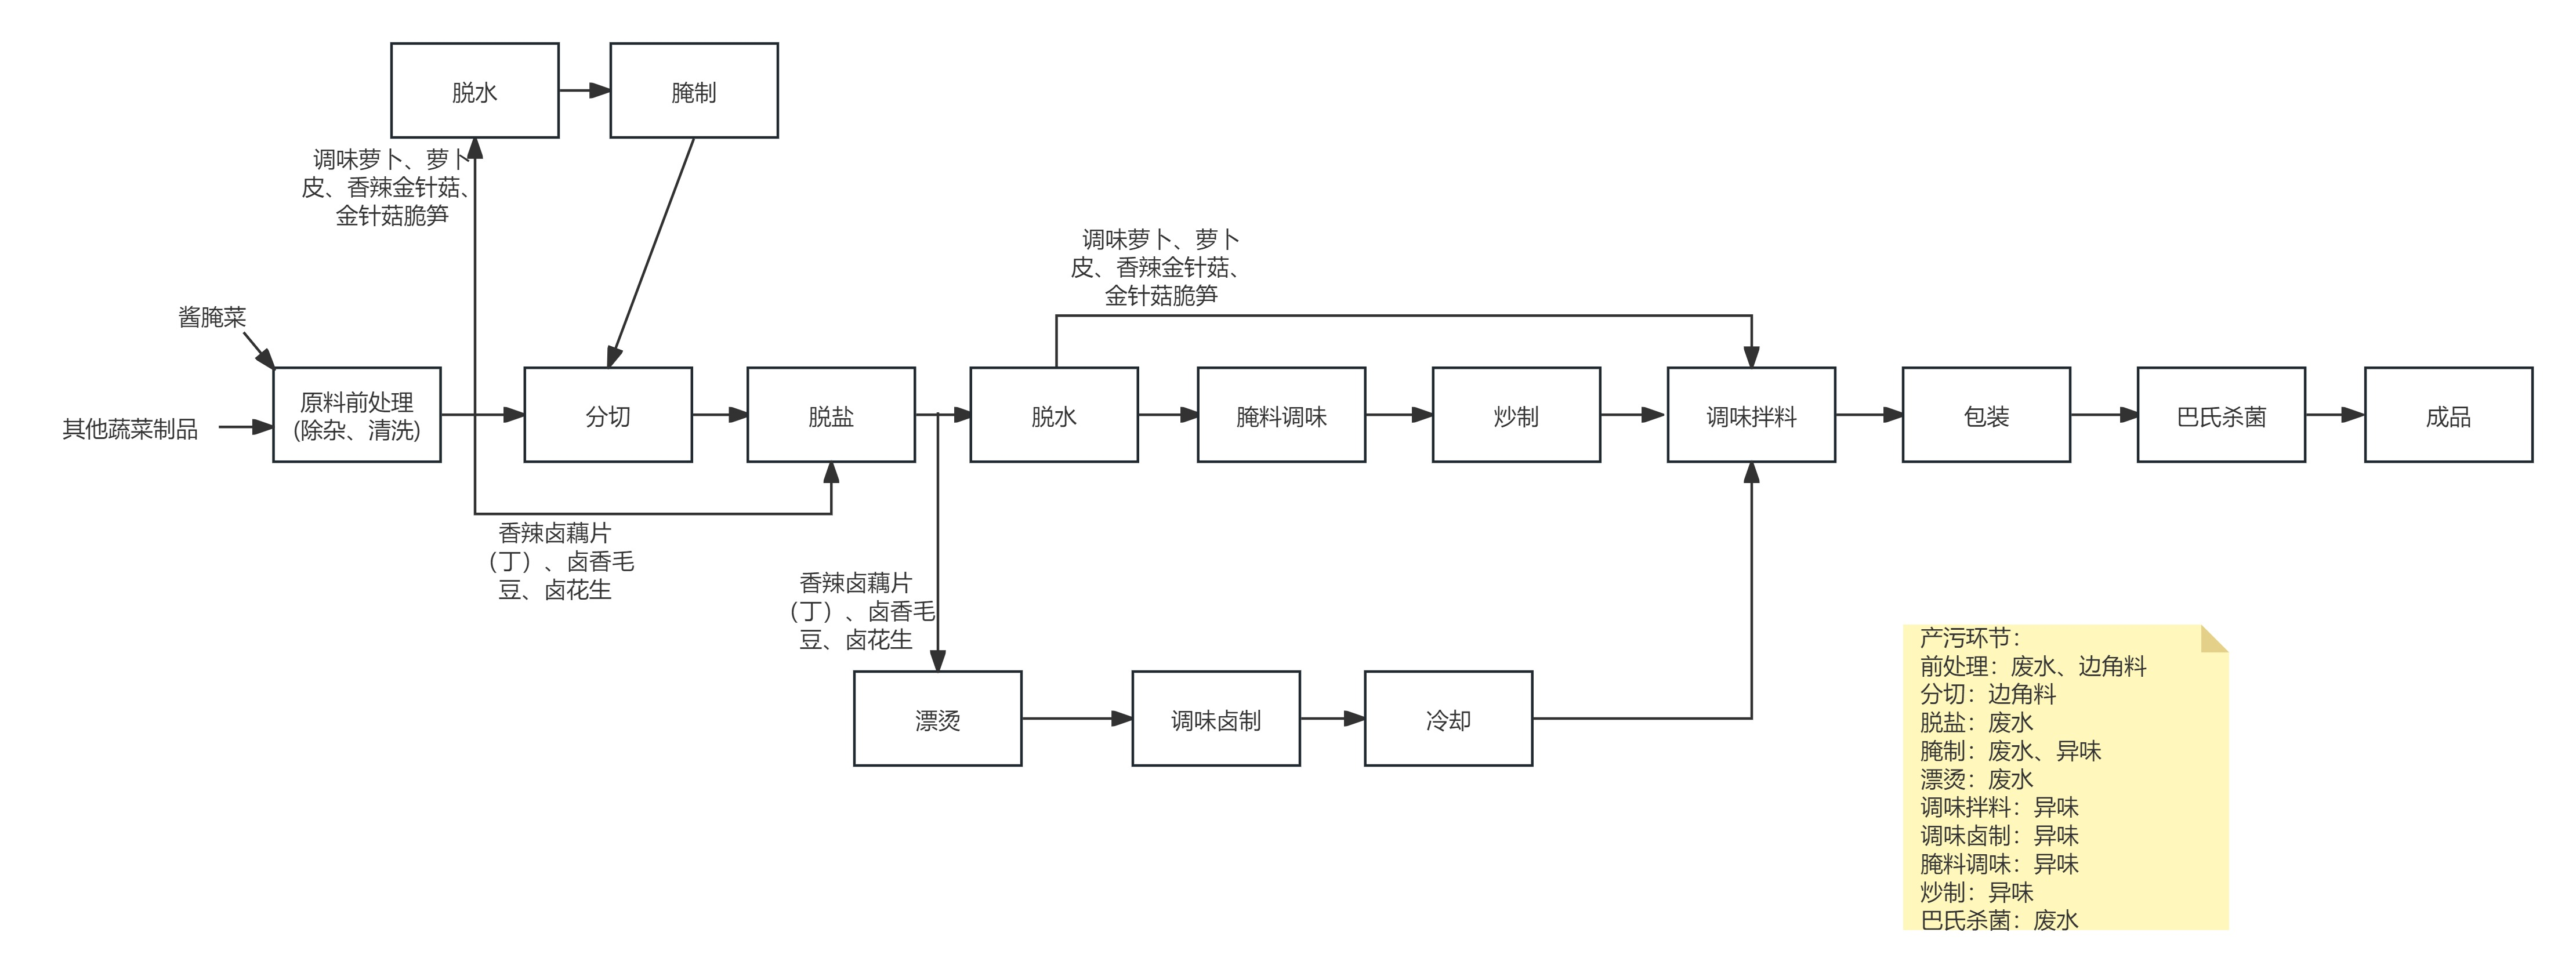 脱水
腌制
调味萝卜、萝卜
皮、香辣金针菇、
金针菇脆笋
调味萝卜、萝卜
皮、香辣金针菇、
金针菇脆笋
酱腌菜
其他蔬菜制品
原料前处理
(除杂、清洗)
分切
脱盐
脱水
腌料调味
炒制
调味拌料
包装
巴氏杀菌
成品
香辣卤藕片
（丁）、卤香毛
豆、卤花生
香辣卤藕片
（丁）、卤香毛
豆、卤花生
漂烫
调味卤制
冷却
产污环节：
前处理：废水、边角料
分切：边角料
脱盐：废水
腌制：废水、异味
漂烫：废水
调味拌料：异味
调味卤制：异味
腌料调味：异味
炒制：异味
巴氏杀菌：废水